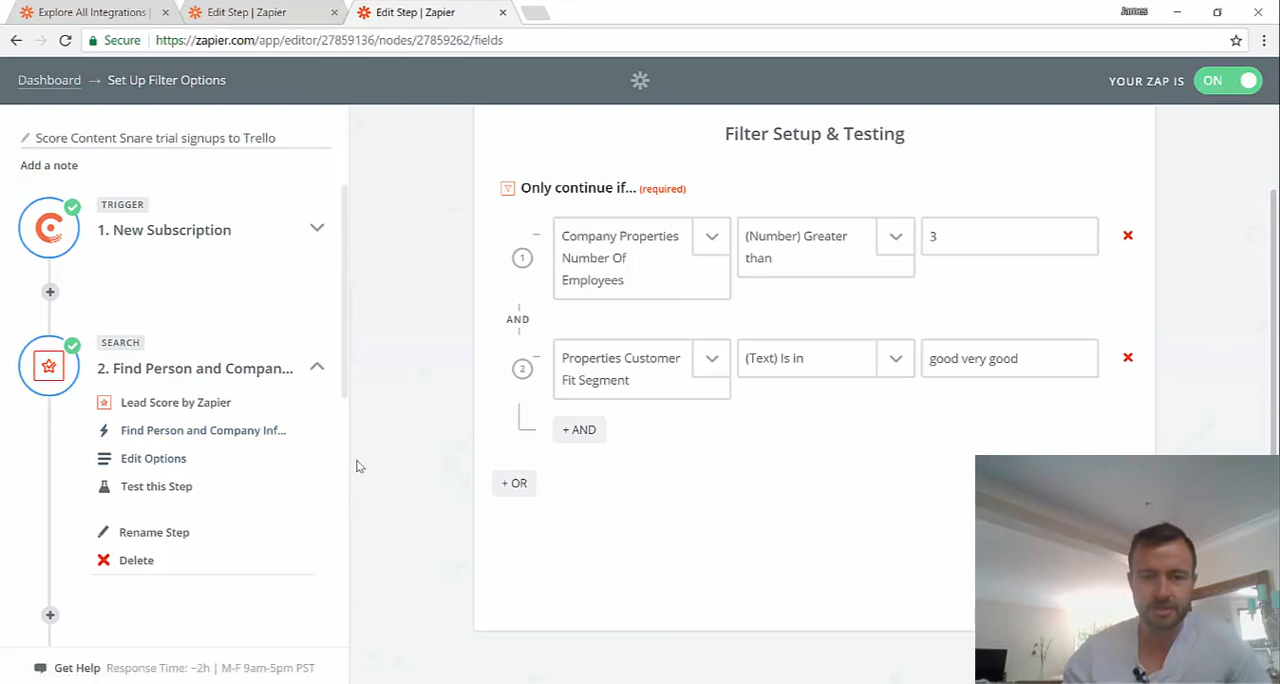 Explore All Integrations |
Edit Step | Zapier
Edit Step | Zapier
James
Secure
https://zapier.com/app/editor/27859136/nodes/27859262/fields
Dashboard → Set Up Filter Options
YOUR ZAP IS ON
Score Content Snare trial signups to Trello
Add a note
TRIGGER
1. New Subscription
SEARCH
2. Find Person and Compan...
Lead Score by Zapier
Find Person and Company Inf...
Edit Options
Test this Step
Rename Step
Delete
Get Help Response Time: ~2h | M-F 9am-5pm PST
Filter Setup & Testing
Only continue if... (required)
1
Company Properties
Number Of
Employees
(Number) Greater
than
3
AND
2
Properties Customer
Fit Segment
(Text) Is in
good very good
+ AND
+ OR